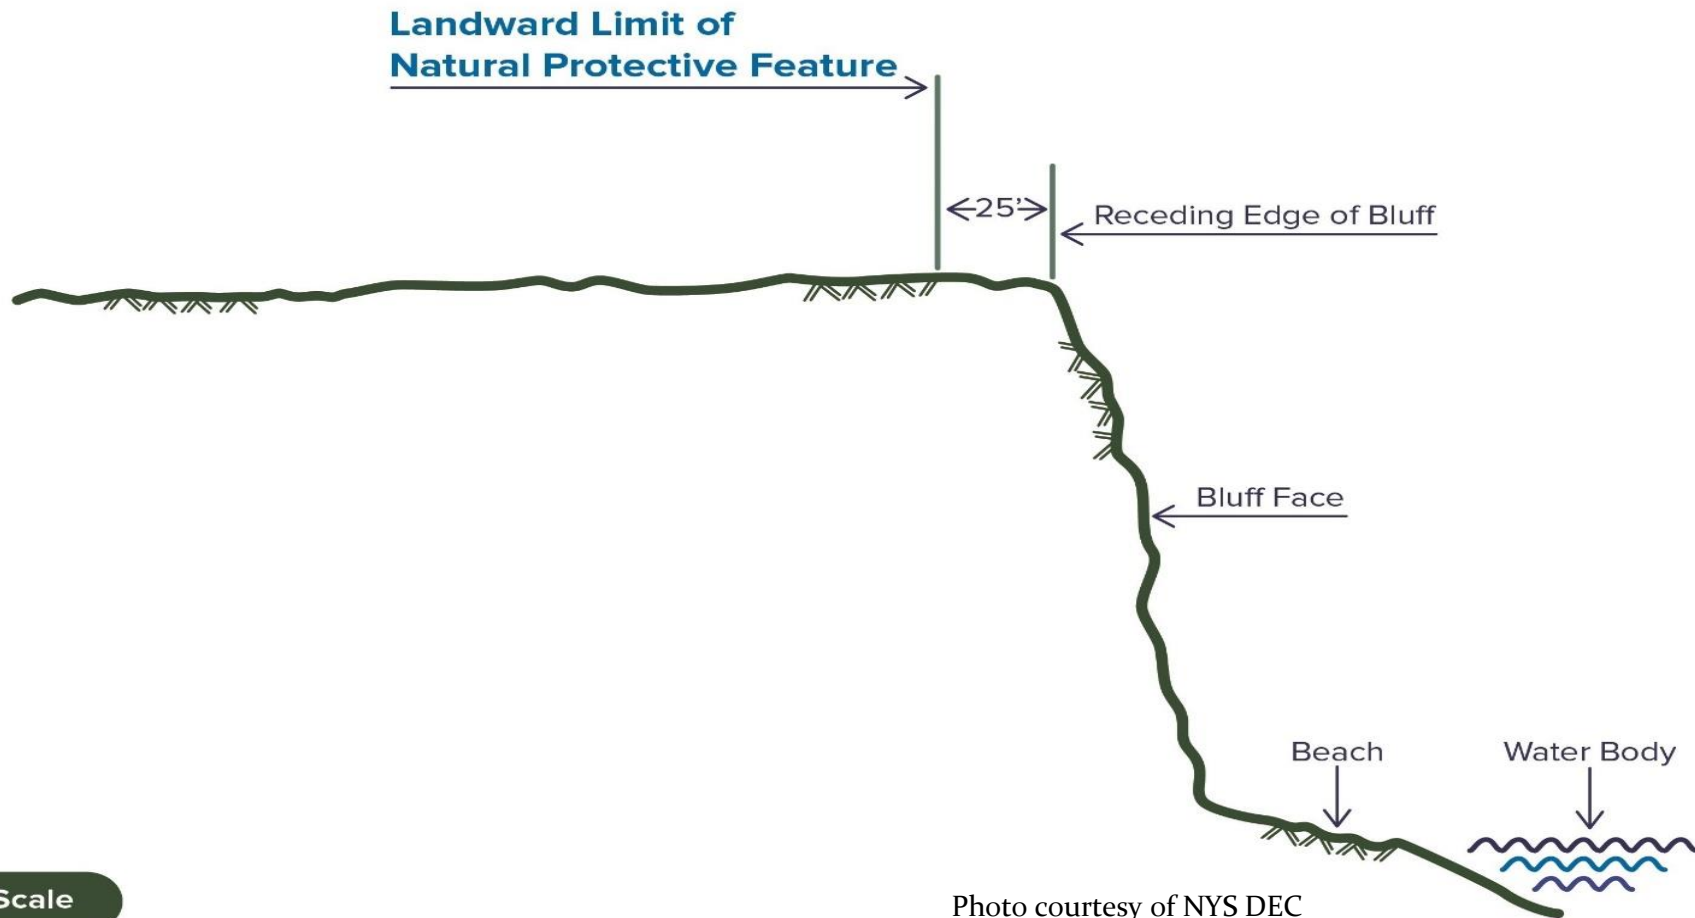 Landward Limit of
Natural Protective Feature
25'
Receding Edge of Bluff
Bluff Face
Beach
Water Body
Scale
Photo courtesy of NYS DEC